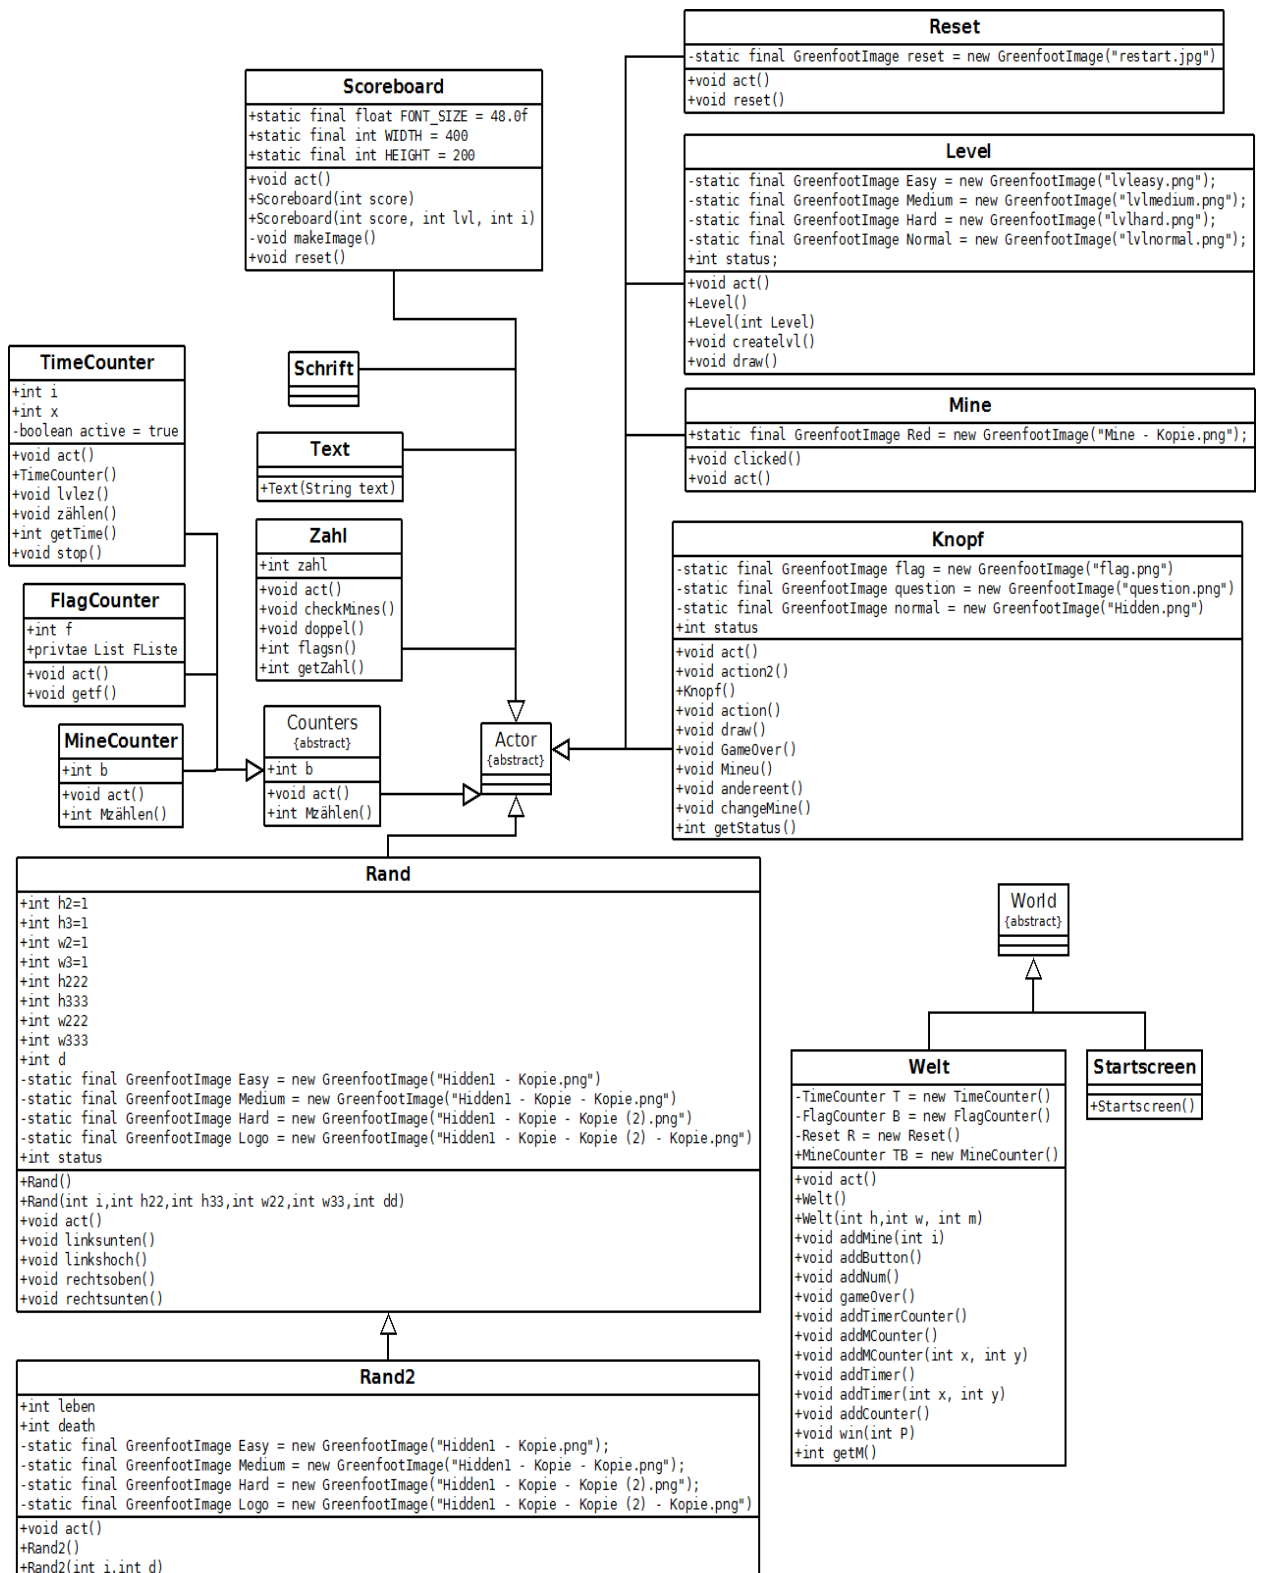 Reset
-static final GreenfootImage reset = new GreenfootImage("restart.jpg")
+void act()
+void reset()
Scoreboard
+static final float FONT_SIZE = 48.0f
+static final int WIDTH = 400
+static final int HEIGHT = 200
+void act()
+Scoreboard(int score)
+Scoreboard(int score, int lvl, int i)
-void makeImage()
+void reset()
Level
-static final GreenfootImage Easy = new GreenfootImage("lvleasy.png");
-static final GreenfootImage Medium = new GreenfootImage("lvlmedium.png");
-static final GreenfootImage Hard = new GreenfootImage("lvlhard.png");
-static final GreenfootImage Normal = new GreenfootImage("lvlnormal.png");
+int status;
+void act()
+Level()
+Level(int Level)
+void createlvl()
+void draw()
TimeCounter
+int i
+int x
-boolean active = true
+void act()
+TimeCounter()
+void lvlez()
+void zählen()
+int getTime()
+void stop()
Schrift
Mine
+static final GreenfootImage Red = new GreenfootImage("Mine - Kopie.png");
+void clicked()
+void act()
Text
+Text(String text)
Zahl
+int zahl
+void act()
+void checkMines()
+void doppel()
+int flagsn()
+int getZahl()
Knopf
-static final GreenfootImage flag = new GreenfootImage("flag.png")
-static final GreenfootImage question = new GreenfootImage("question.png")
-static final GreenfootImage normal = new GreenfootImage("Hidden.png")
+int status
+void act()
+void action2()
+Knopf()
+void action()
+void draw()
+void GameOver()
+void Mineu()
+void andereent()
+void changeMine()
+int getStatus()
FlagCounter
+int f
+privtae List FListe
+void act()
+void getf()
MineCounter
+int b
+void act()
+int Mzählen()
Counters
{abstract}
+int b
+void act()
+int Mzählen()
Actor
{abstract}
Rand
+int h2=1
+int h3=1
+int w2=1
+int w3=1
+int h222
+int h333
+int w222
+int w333
+int d
-static final GreenfootImage Easy = new GreenfootImage("Hidden1 - Kopie.png")
-static final GreenfootImage Medium = new GreenfootImage("Hidden1 - Kopie - Kopie.png")
-static final GreenfootImage Hard = new GreenfootImage("Hidden1 - Kopie - Kopie (2).png")
-static final GreenfootImage Logo = new GreenfootImage("Hidden1 - Kopie - Kopie (2) - Kopie.png")
+int status
+Rand()
+Rand(int i,int h22,int h33,int w22,int w33,int dd)
+void act()
+void linksunten()
+void linkshoch()
+void rechtsoben()
+void rechtsunten()
World
{abstract}
Welt
-TimeCounter T = new TimeCounter()
-FlagCounter B = new FlagCounter()
-Reset R = new Reset()
+MineCounter TB = new MineCounter()
+void act()
+Welt()
+Welt(int h,int w, int m)
+void addMine(int i)
+void addButton()
+void addNum()
+void gameOver()
+void addTimerCounter()
+void addMCounter()
+void addMCounter(int x, int y)
+void addTimer()
+void addTimer(int x, int y)
+void addCounter()
+void win(int P)
+int getM()
Startscreen
+Startscreen()
Rand2
+int leben
+int death
-static final GreenfootImage Easy = new GreenfootImage("Hidden1 - Kopie.png");
-static final GreenfootImage Medium = new GreenfootImage("Hidden1 - Kopie - Kopie.png");
-static final GreenfootImage Hard = new GreenfootImage("Hidden1 - Kopie - Kopie (2).png");
-static final GreenfootImage Logo = new GreenfootImage("Hidden1 - Kopie - Kopie (2) - Kopie.png")
+void act()
+Rand2()
+Rand2(int i,int d)